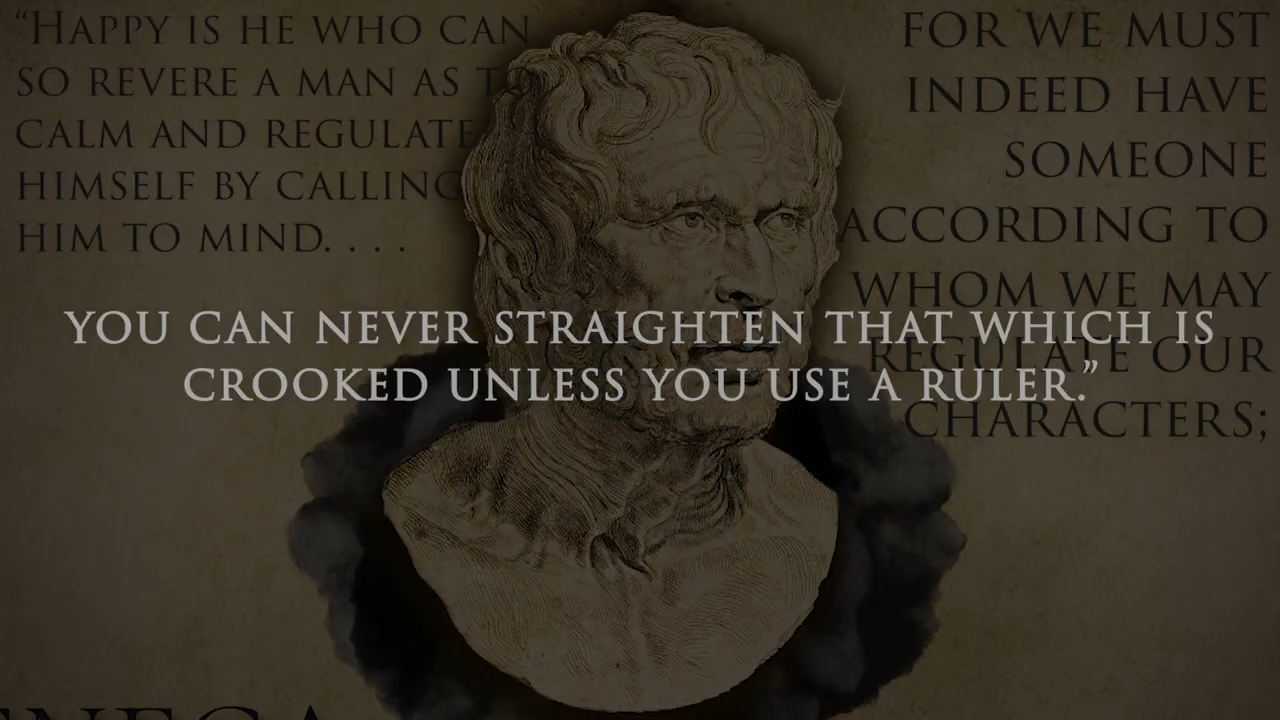 “HAPPY IS HE WHO CAN
SO REVERE A MAN AS TO
CALM AND REGULATE
HIMSELF BY CALLING
HIM TO MIND. . . .
FOR WE MUST
INDEED HAVE
SOMEONE
ACCORDING TO
WHOM WE MAY
REGULATE OUR
CHARACTERS;
YOU CAN NEVER STRAIGHTEN THAT WHICH IS
CROOKED UNLESS YOU USE A RULER.”